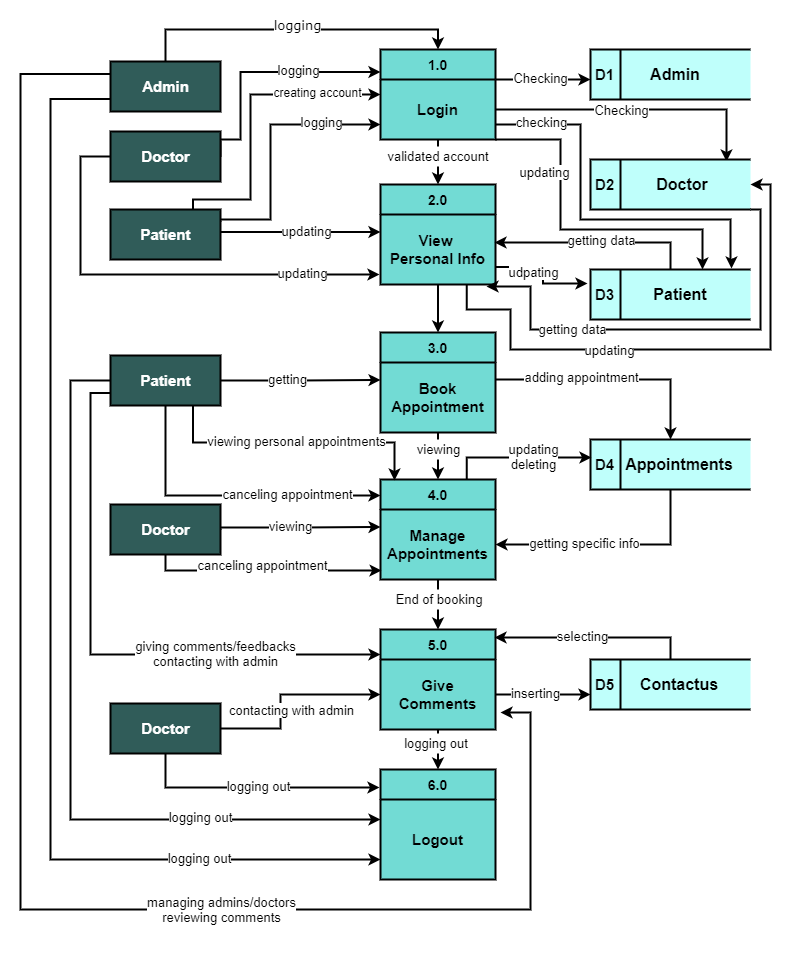 logging
1.0
Login
Admin
logging
creating account
logging
Checking
D1
Admin
Checking
checking
Doctor
validated account
updating
D2
Doctor
Patient
updating
2.0
View
Personal Info
getting data
updating
udpating
D3
Patient
getting data
updating
3.0
Book
Appointment
Patient
getting
adding appointment
viewing personal appointments
viewing
updating
deleting
D4
Appointments
canceling appointment
4.0
Manage
Appointments
Doctor
viewing
getting specific info
canceling appointment
End of booking
giving comments/feedbacks
contacting with admin
5.0
Give
Comments
selecting
inserting
D5
Contactus
contacting with admin
Doctor
logging out
logging out
6.0
Logout
logging out
logging out
managing admins/doctors
reviewing comments